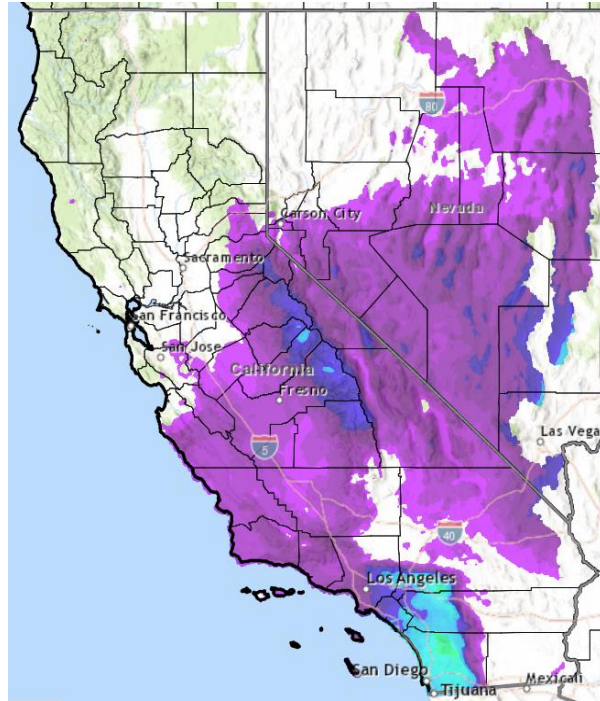 80
Carson City
Nevada
Sacramento
San Francisco
San Jose
California
Fresno
5
Las Vega
40
Los Angeles
San Diego
Mexicali
Tijuana